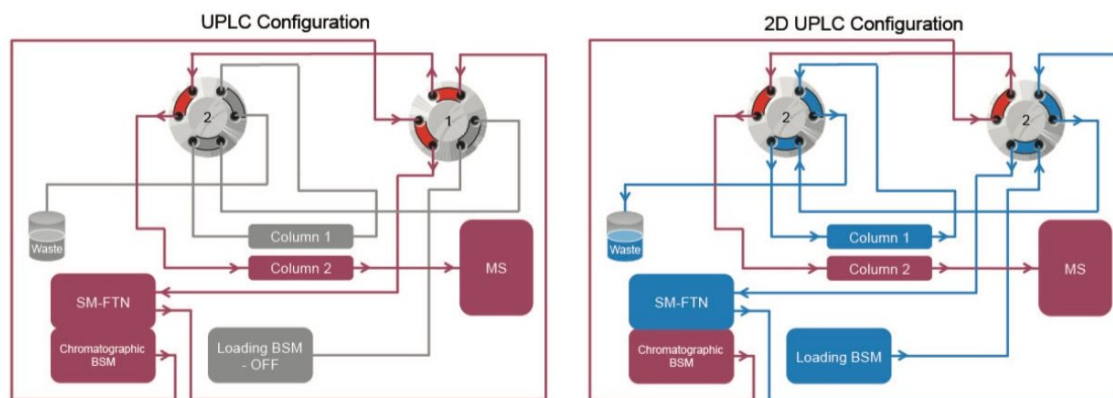 UPLC Configuration
2
1
Waste
Column 1
Column 2
MS
SM-FTN
Chromatographic
BSM
Loading BSM
- OFF
2D UPLC Configuration
2
2
Waste
Column 1
Column 2
MS
SM-FTN
Chromatographic
BSM
Loading BSM